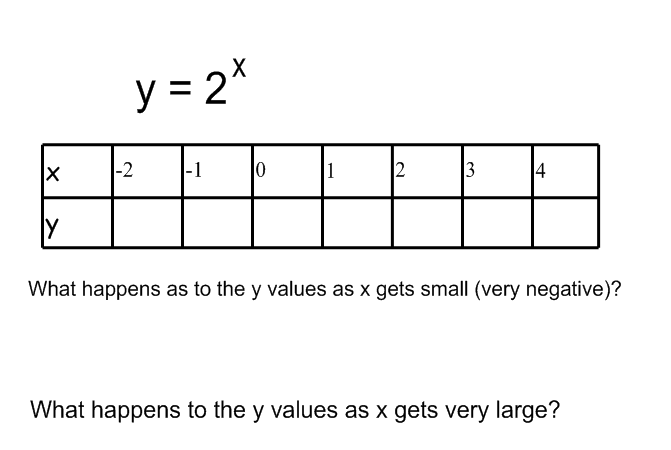 y = 2^x
x -2 -1 0 1 2 3 4
y
What happens as to the y values as x gets small (very negative)?
What happens to the y values as x gets very large?